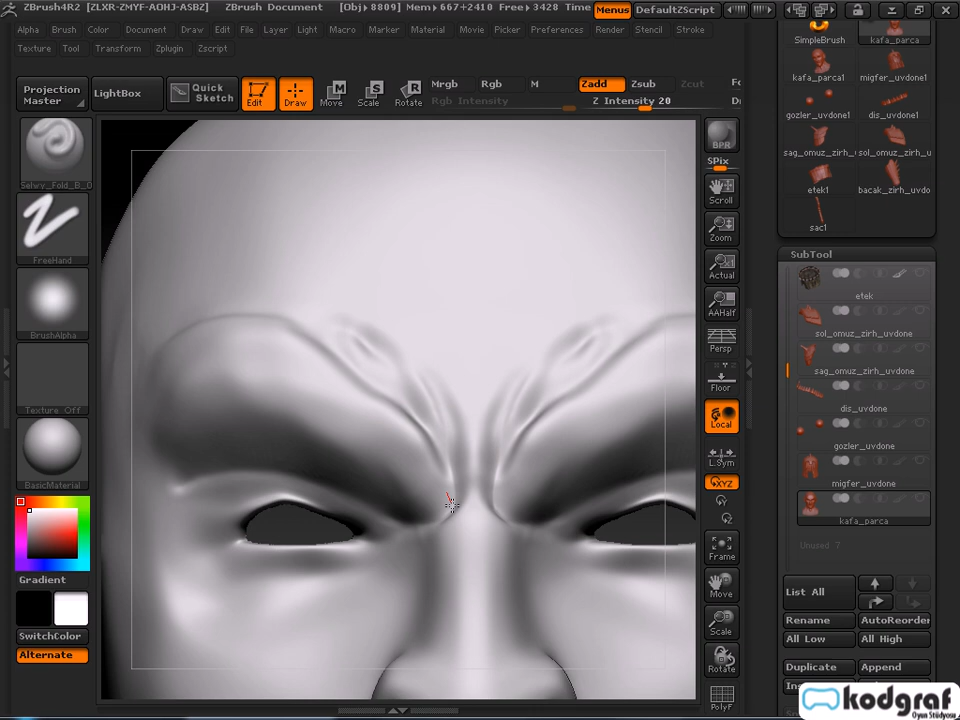 ZBrush4R2 [ZLXR-ZMYF-AOHJ-ASBZ] ZBrush Document [Obj▸8809] Mem▸667+2410 Free▸3428 Time Menus DefaultZScript
Alpha Brush Color Document Draw Edit File Layer Light Macro Marker Material Movie Picker Preferences Render Stencil Stroke
Texture Tool Transform Zplugin Zscript
Projection Master
LightBox
Quick Sketch
Edit
Draw
Move
Scale
Rotate
Mrgb Rgb M
Rgb Intensity
Zadd Zsub Zcut
Z Intensity 20
FreeHand
BrushAlpha
Texture Off
BasicMaterial
Gradient
SwitchColor
Alternate
BPR
SPix
Scroll
Zoom
Actual
AAHalf
Persp
Floor
Local
L.Sym
XYZ
Y
Z
Frame
Move
Scale
Rotate
PolyF
SimpleBrush kafa_parca
kafa_parca1 migfer_uvdone1
gozler_uvdone1 dis_uvdone1
sag_omuz_zirh_ sol_omuz_zirh_u
etek1 bacak_zirh_uvdo
sac1
SubTool
etek
sol_omuz_zirh_uvdone
sag_omuz_zirh_uvdone
dis_uvdone
gozler_uvdone
migfer_uvdone
kafa_parca
Unused 7
List All
Rename AutoReorder
All Low All High
Duplicate Append
kodgraf
Oyun Stüdyosu